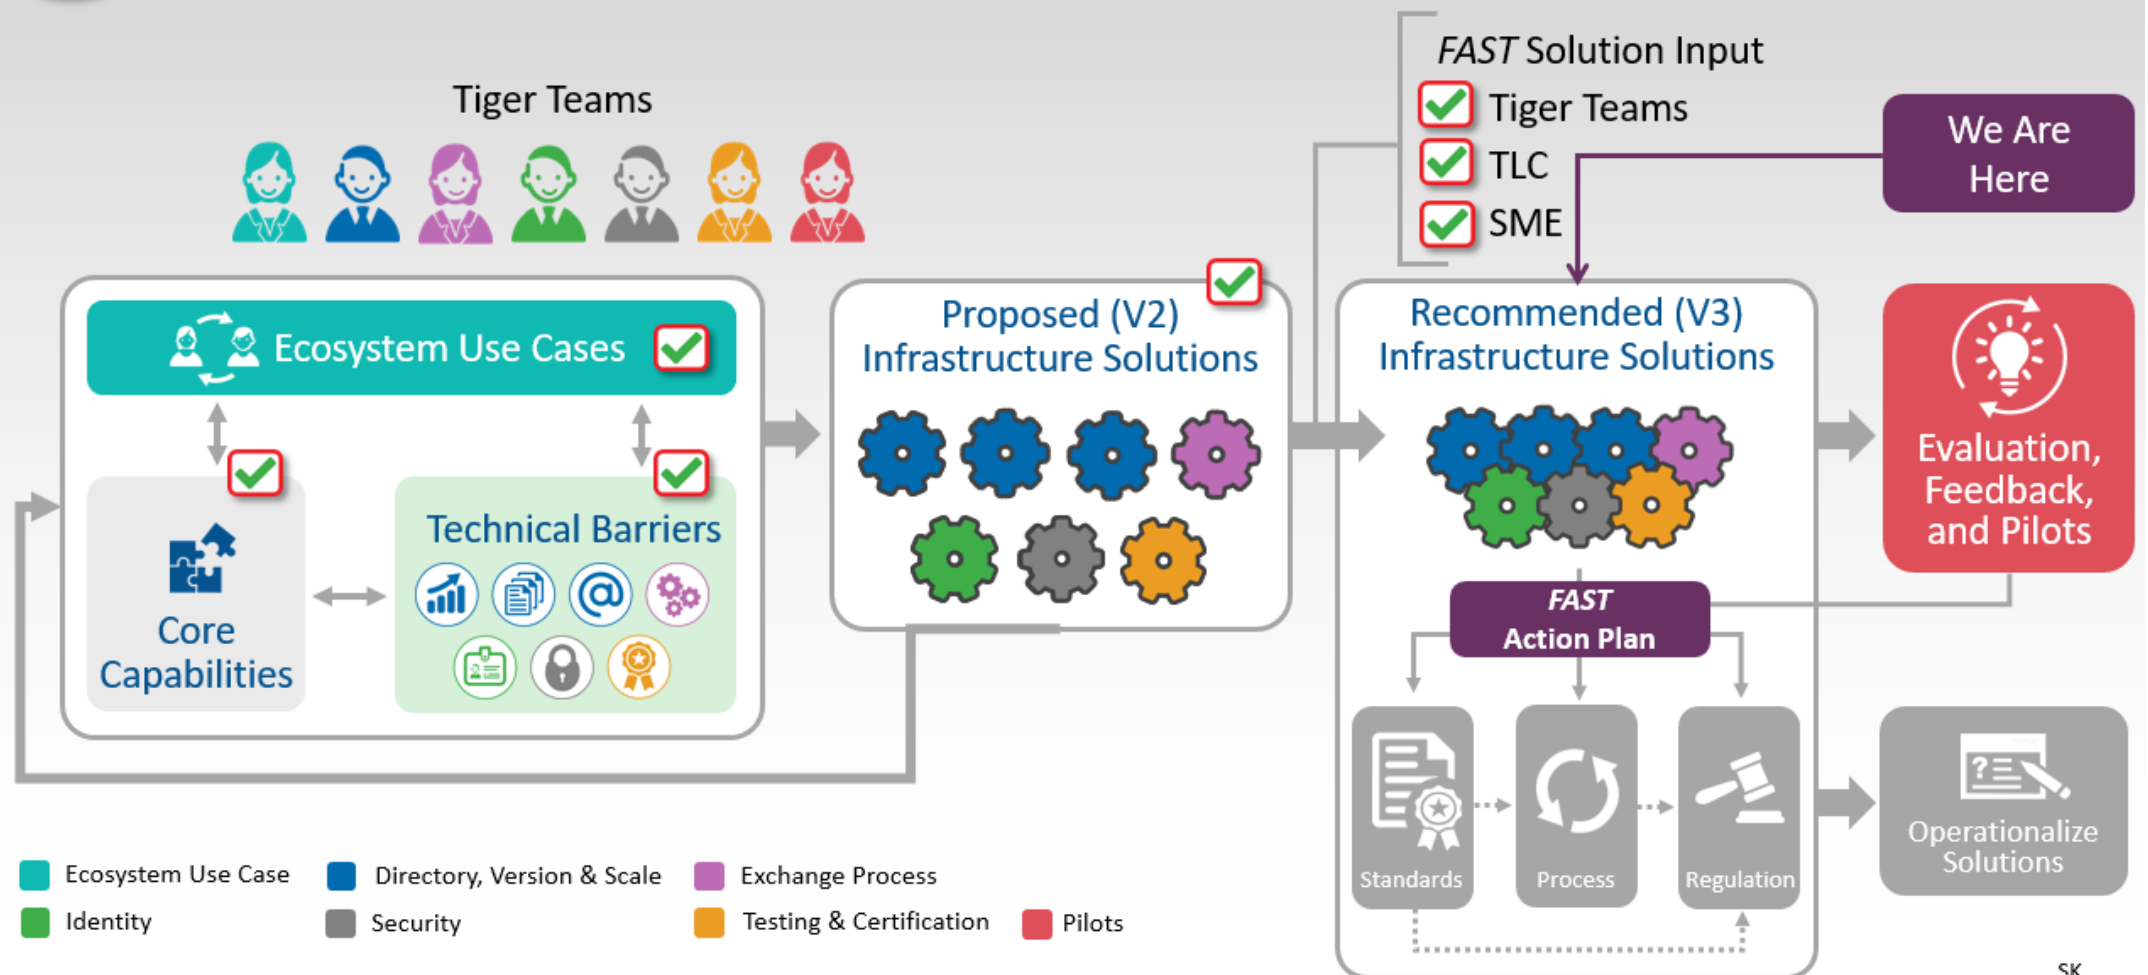 Tiger Teams
FAST Solution Input
Tiger Teams
TLC
SME
We Are
Here
Ecosystem Use Cases
Core
Capabilities
Technical Barriers
@
Proposed (V2)
Infrastructure Solutions
Recommended (V3)
Infrastructure Solutions
FAST
Action Plan
Standards
Process
Regulation
Evaluation,
Feedback,
and Pilots
?
Operationalize
Solutions
Ecosystem Use Case
Directory, Version & Scale
Exchange Process
Identity
Security
Testing & Certification
Pilots
SK